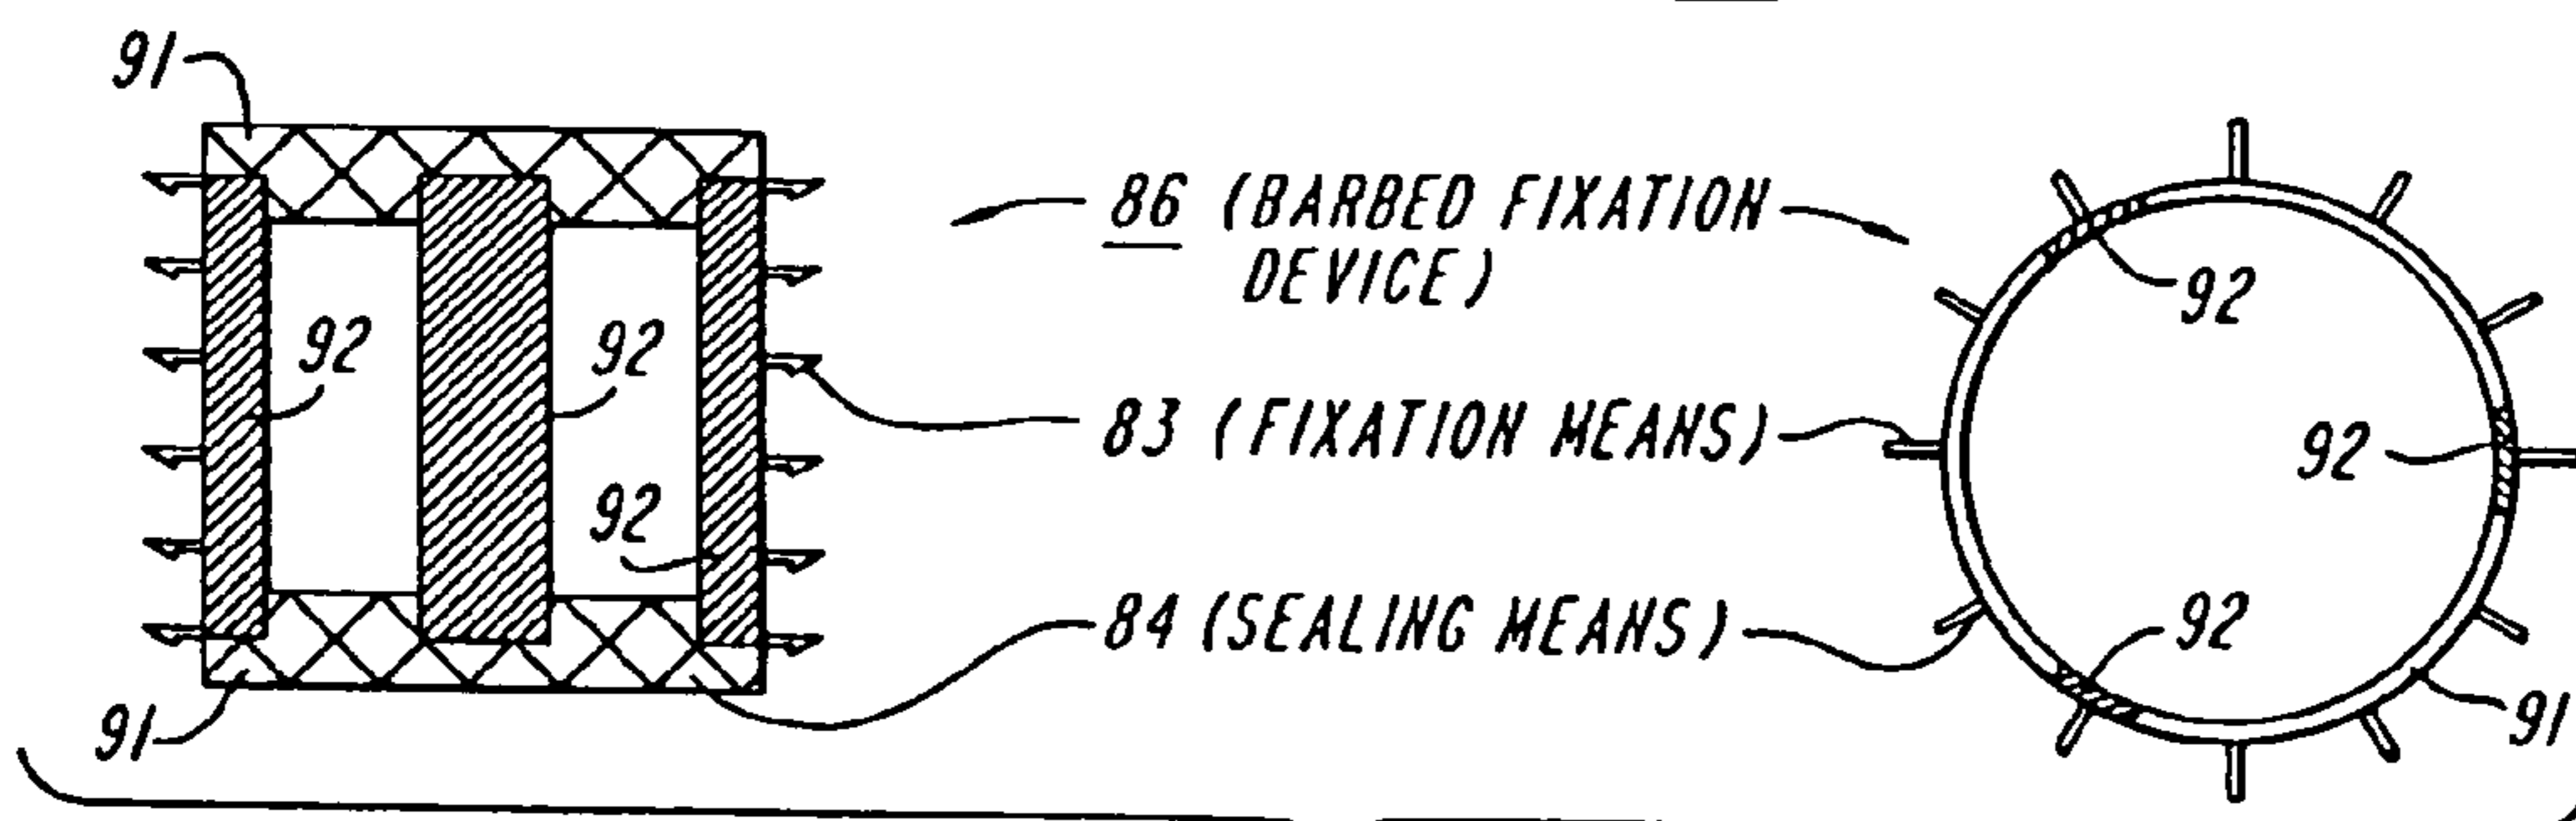 91
86 (BARBED FIXATION
DEVICE)
92
92
92
92
83 (FIXATION MEANS)
92
92
84 (SEALING MEANS)
91
91